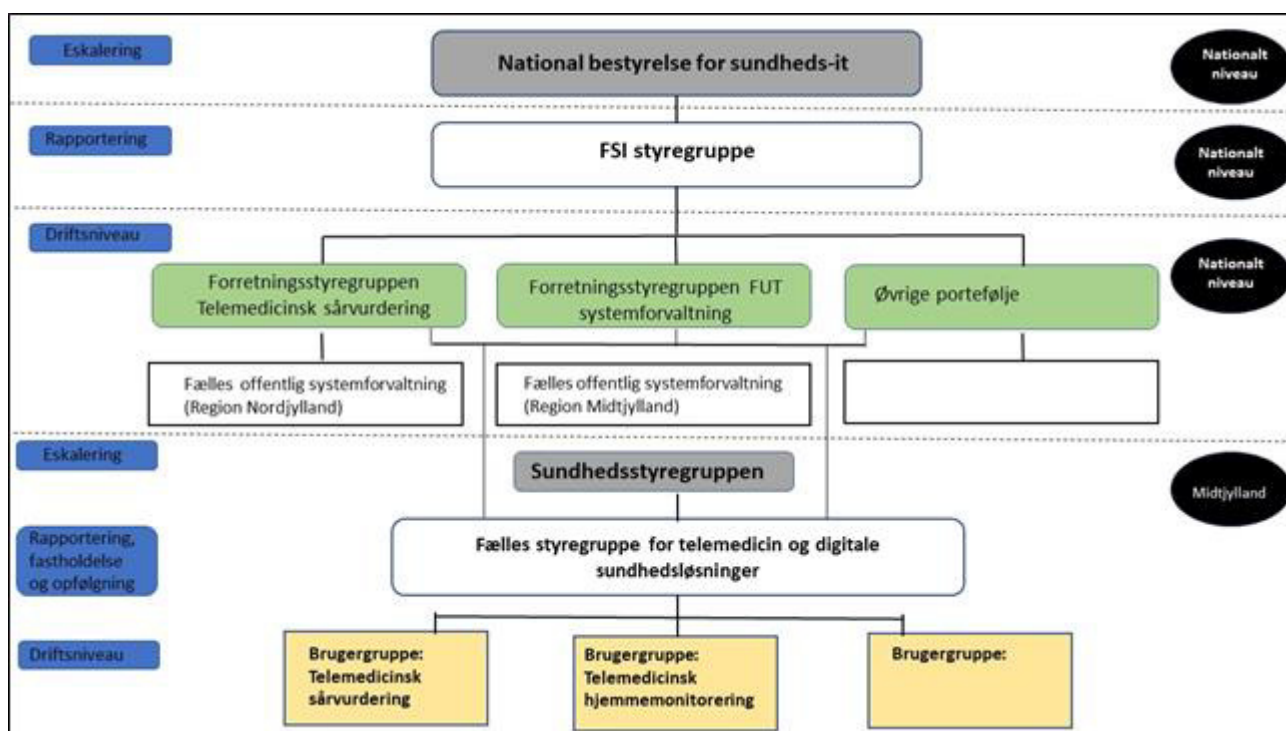 Eskalering
National bestyrelse for sundheds-it
Nationalt
niveau
Rapportering
FSI styregruppe
Nationalt
niveau
Driftsniveau
Nationalt
niveau
Forretningsstyregruppen
Telemedicinsk sårvurdering
Forretningsstyregruppen FUT
systemforvaltning
Øvrige portefølje
Fælles offentlig systemforvaltning
(Region Nordjylland)
Fælles offentlig systemforvaltning
(Region Midtjylland)
Eskalering
Sundhedsstyregruppen
Midtjylland
Rapportering,
fastholdelse
og opfølgning
Fælles styregruppe for telemedicin og digitale
sundhedsløsninger
Driftsniveau
Brugergruppe:
Telemedicinsk
sårvurdering
Brugergruppe:
Telemedicinsk
hjemmemonitorering
Brugergruppe: